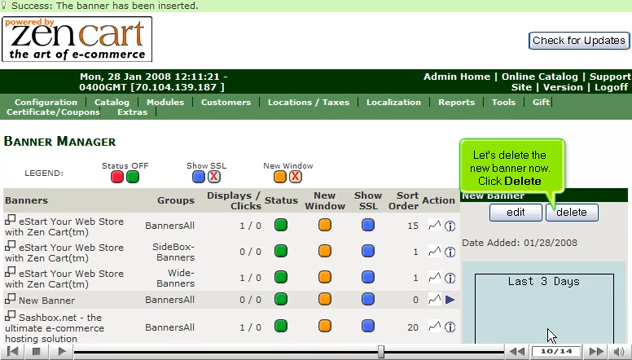 Success: The banner has been inserted.
powered by
zen cart
the art of e-commerce
Check for Updates
Mon, 28 Jan 2008 12:11:21 -
0400GMT [70.104.139.187 ]
Admin Home | Online Catalog | Support
Site | Version | Logoff
Configuration Catalog Modules Customers Locations / Taxes Localization Reports Tools Gift
Certificate/Coupons Extras
BANNER MANAGER
Let's delete the
new banner now.
Click Delete
LEGEND: Status OFF Show SSL New Window
Banners Groups Displays / Clicks Status New Window Show SSL Sort Order Action
New Banner
edit delete
eStart Your Web Store
with Zen Cart(tm) BannersAll 1 / 0 15
eStart Your Web Store
with Zen Cart(tm) SideBox-Banners 0 / 0 1
eStart Your Web Store
with Zen Cart(tm) Wide-Banners 1 / 0 1
New Banner BannersAll 0 / 0 0
Sashbox.net - the
ultimate e-commerce
hosting solution BannersAll 1 / 0 20
Date Added: 01/28/2008
Last 3 Days
10/14